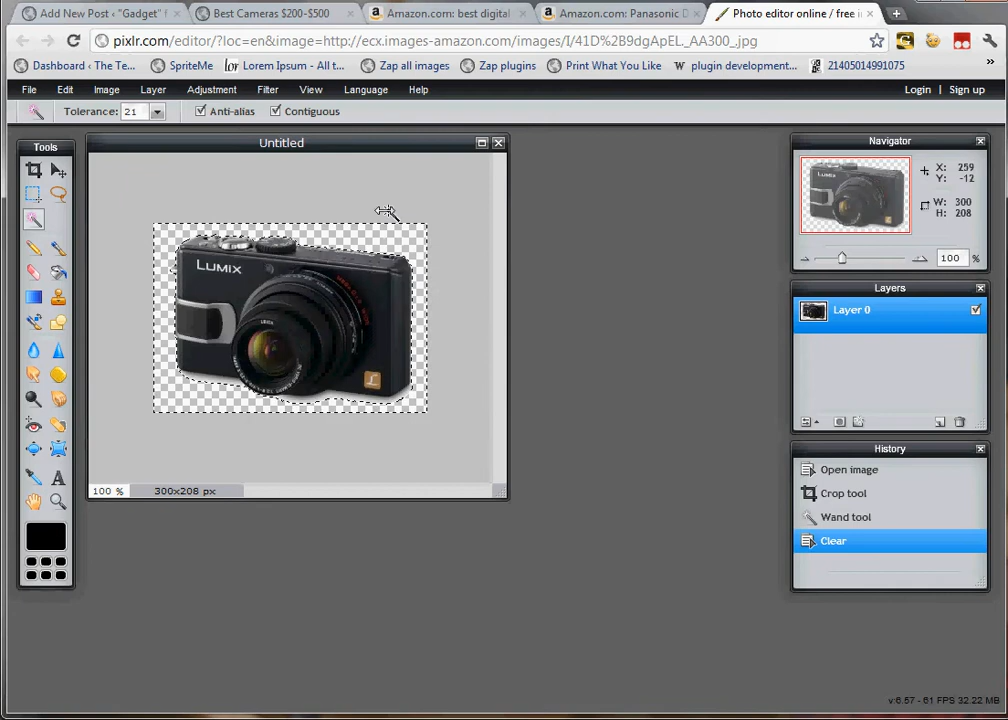 Add New Post ‹ "Gadget" f
Best Cameras $200-$500
Amazon.com: best digital
Amazon.com: Panasonic D
Photo editor online / free i
pixlr.com/editor/?loc=en&image=http://ecx.images-amazon.com/images/I/41D%2B9dgApEL._AA300_.jpg
Dashboard ‹ The Te...
SpriteMe
Lorem Ipsum - All t...
Zap all images
Zap plugins
Print What You Like
plugin development...
21405014991075
File Edit Image Layer Adjustment Filter View Language Help Login | Sign up
Tolerance: 21 Anti-alias Contiguous
Tools
Untitled
LUMIX
LEICA
L
100 % 300x208 px
Navigator
LUMIX
X: 259
Y: -12
W: 300
H: 208
100 %
Layers
Layer 0
History
Open image
Crop tool
Wand tool
Clear
v:6.57 - 61 FPS 32.22 MB